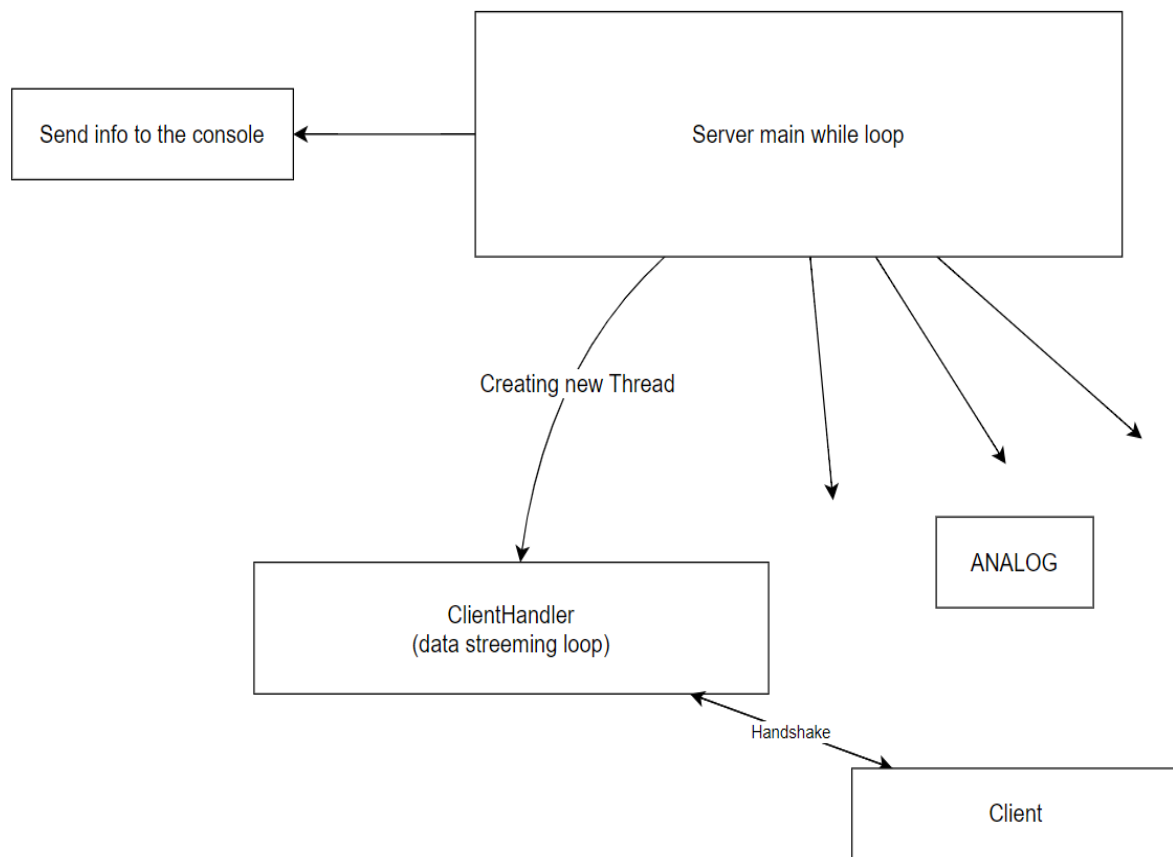 Send info to the console
Server main while loop
Creating new Thread
ANALOG
ClientHandler
(data streeming loop)
Handshake
Client